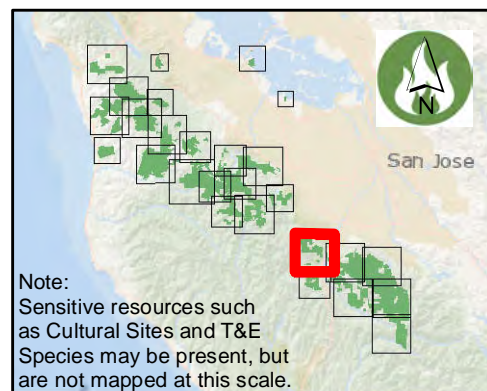 N
San Jose
Note:
Sensitive resources such
as Cultural Sites and T&E
Species may be present, but
are not mapped at this scale.